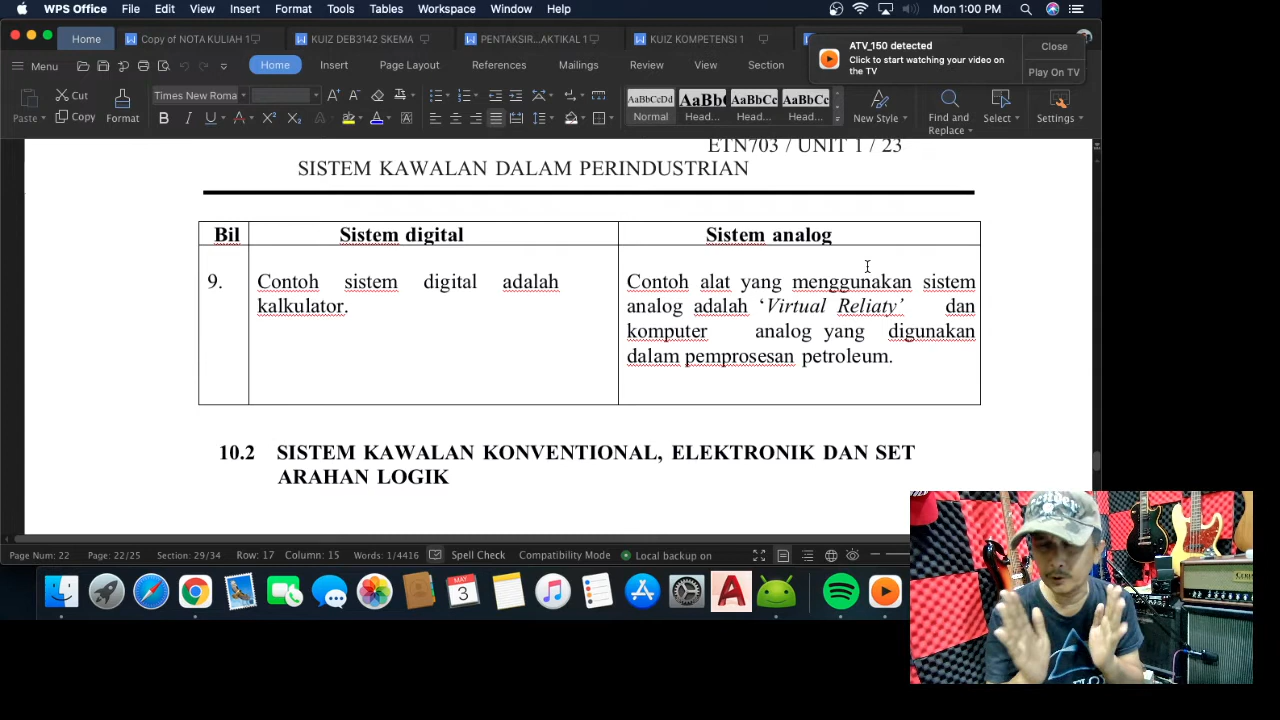 WPS Office File Edit View Insert Format Tools Tables Workspace Window Help Mon 1:00 PM
Home Copy of NOTA KULIAH 1 KUIZ DEB3142 SKEMA PENTAKSIR...AKTIKAL 1 KUIZ KOMPETENSI 1
ATV_150 detected
Click to start watching your video on
the TV
Close
Play On TV
Menu Home Insert Page Layout References Mailings Review View Section
Paste Cut
Copy
Format
Times New Roma
B I U A X² X₂ A
AaBbCcDd AaBb AaBbCc AaBbCc
Normal Head... Head... Head...
New Style Find and
Replace
Select Settings
ETN703 / UNIT 1 / 23
SISTEM KAWALAN DALAM PERINDUSTRIAN
Bil Sistem digital Sistem analog
9. Contoh sistem digital adalah
kalkulator.
Contoh alat yang menggunakan sistem
analog adalah ‘Virtual Reliaty’ dan
komputer analog yang digunakan
dalam pemprosesan petroleum.
10.2 SISTEM KAWALAN KONVENTIONAL, ELEKTRONIK DAN SET
ARAHAN LOGIK
Page Num: 22 Page: 22/25 Section: 29/34 Row: 17 Column: 15 Words: 1/4416 Spell Check Compatibility Mode Local backup on
MAY
3